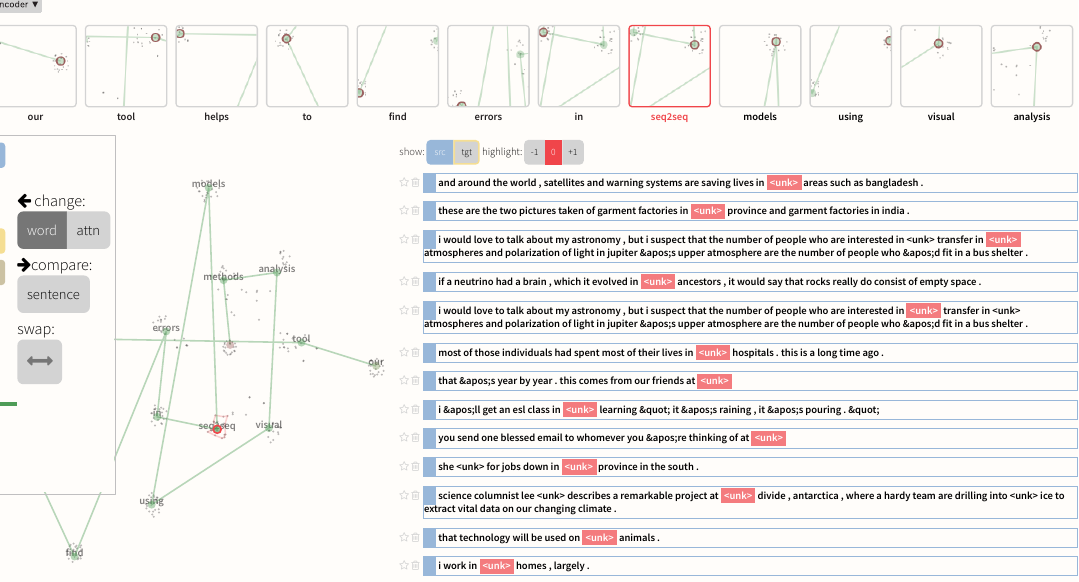 ncoder ▼
our tool helps to find errors in seq2seq models using visual analysis
show: src tgt highlight: -1 0 +1
🡸 change:
word attn
🡺compare:
sentence
swap:
models
methods
analysis
errors
tool
our
in
seq2seq
visual
using
find
and around the world , satellites and warning systems are saving lives in <unk> areas such as bangladesh .
these are the two pictures taken of garment factories in <unk> province and garment factories in india .
i would love to talk about my astronomy , but i suspect that the number of people who are interested in <unk> transfer in <unk>
atmospheres and polarization of light in jupiter &apos;s upper atmosphere are the number of people who &apos;d fit in a bus shelter .
if a neutrino had a brain , which it evolved in <unk> ancestors , it would say that rocks really do consist of empty space .
i would love to talk about my astronomy , but i suspect that the number of people who are interested in <unk> transfer in <unk>
atmospheres and polarization of light in jupiter &apos;s upper atmosphere are the number of people who &apos;d fit in a bus shelter .
most of those individuals had spent most of their lives in <unk> hospitals . this is a long time ago .
that &apos;s year by year . this comes from our friends at <unk>
i &apos;ll get an esl class in <unk> learning &quot; it &apos;s raining , it &apos;s pouring . &quot;
you send one blessed email to whomever you &apos;re thinking of at <unk>
she <unk> for jobs down in <unk> province in the south .
science columnist lee <unk> describes a remarkable project at <unk> divide , antarctica , where a hardy team are drilling into <unk> ice to
extract vital data on our changing climate .
that technology will be used on <unk> animals .
i work in <unk> homes , largely .